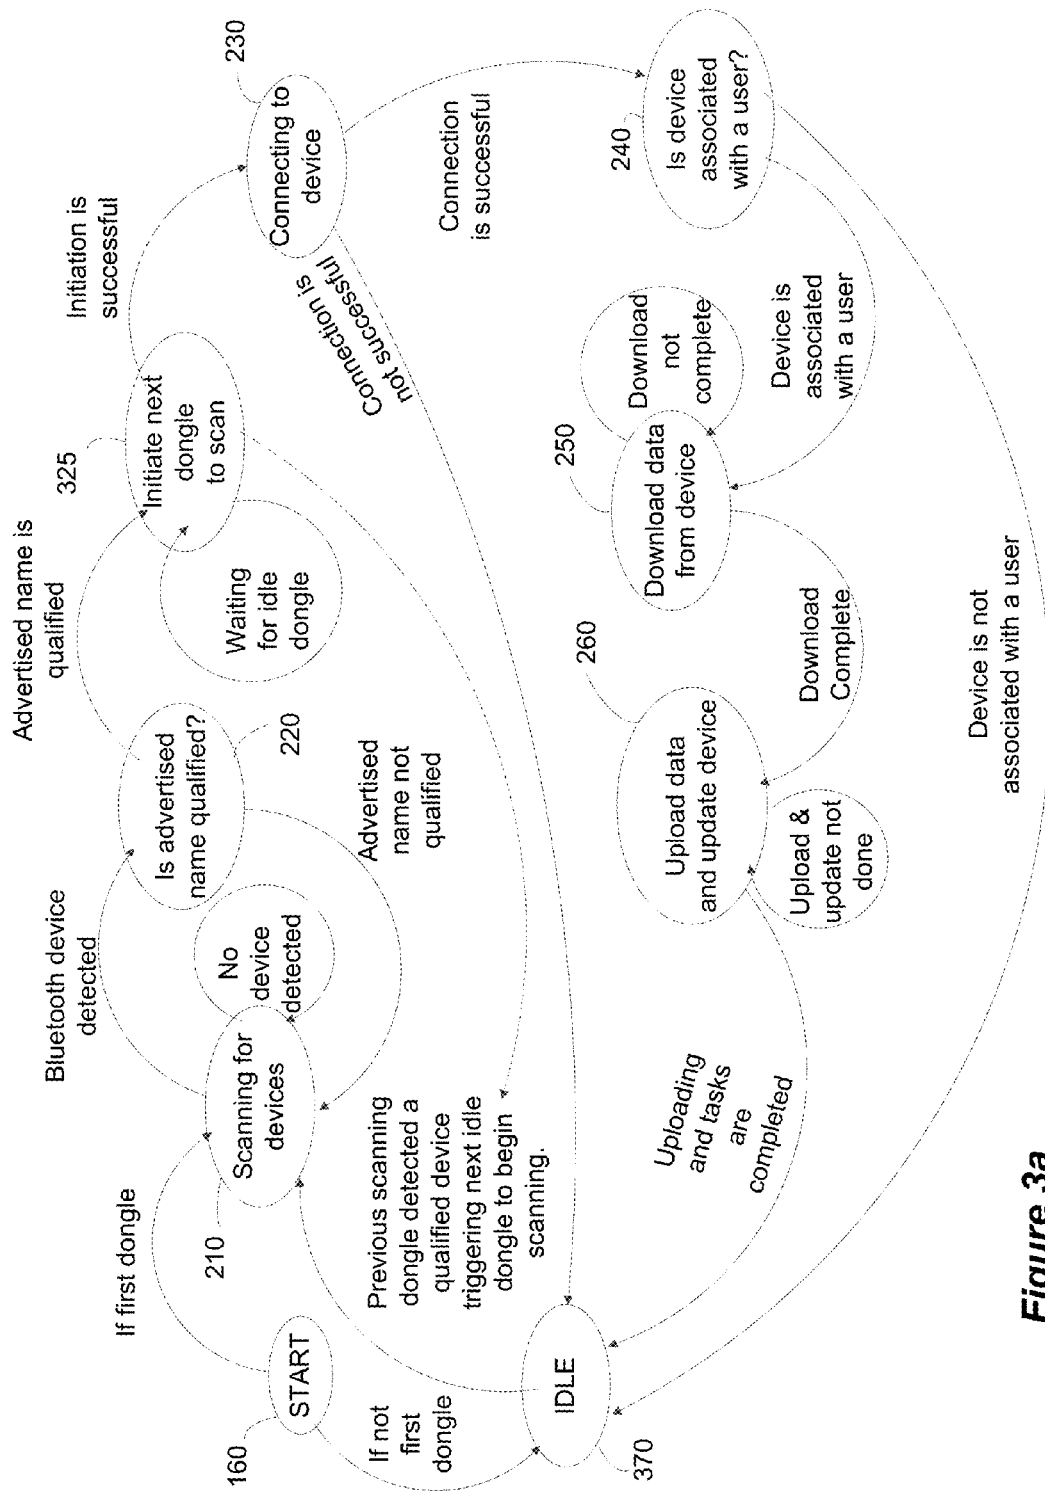 160
START
If first dongle
If not
first
dongle
370
IDLE
210
Scanning for
devices
No
device
detected
Bluetooth device
detected
Is advertised
name qualified?
220
Advertised
name not
qualified
Advertised name is
qualified
325
Initiate next
dongle
to scan
Waiting
for idle
dongle
Previous scanning
dongle detected a
qualified device
triggering next idle
dongle to begin
scanning.
Initiation is
successful
230
Connecting to
device
Connection is
not successful
Connection
is successful
240
Is device
associated
with a user?
Device is
associated
with a user
Device is not
associated with a user
250
Download data
from device
Download
not
complete
Download
Complete
260
Upload data
and update device
Upload &
update not
done
Uploading
and tasks
are
completed
Figure 3a